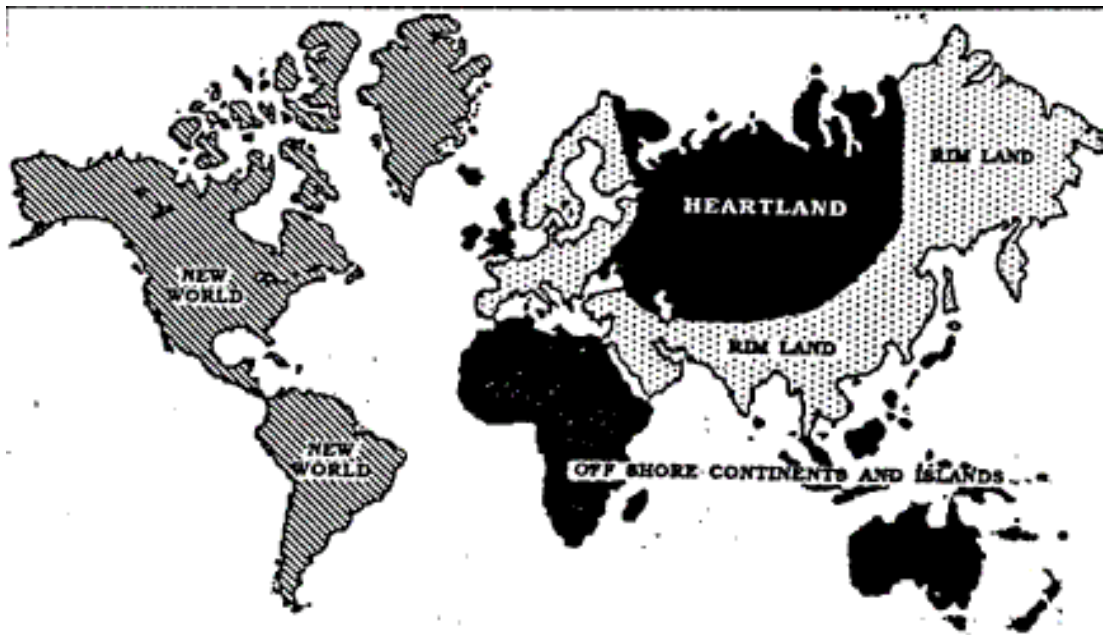 RIM LAND
HEARTLAND
NEW
WORLD
RIM LAND
NEW
WORLD
OFF SHORE CONTINENTS AND ISLANDS